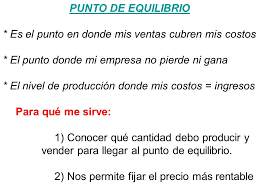 PUNTO DE EQUILIBRIO
* Es el punto en donde mis ventas cubren mis costos
* El punto donde mi empresa no pierde ni gana
* El nivel de producción donde mis costos = ingresos
Para qué me sirve:
1) Conocer qué cantidad debo producir y
vender para llegar al punto de equilibrio.
2) Nos permite fijar el precio más rentable